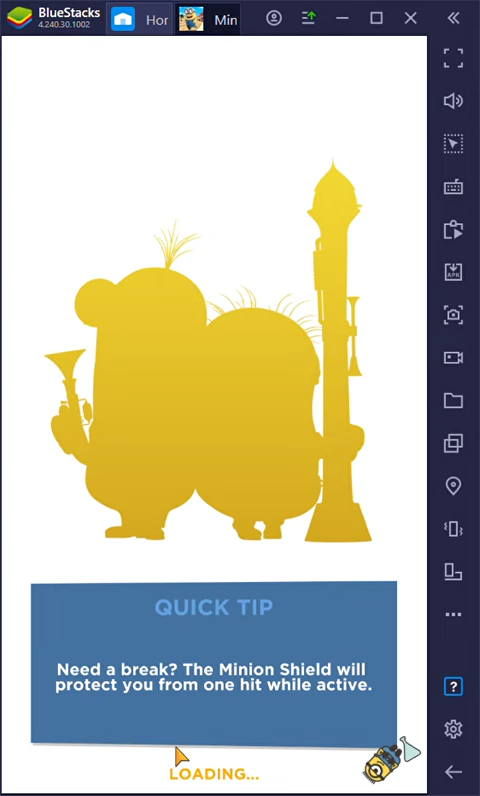 BlueStacks
4.240.30.1002
Hor
Min
APK
QUICK TIP
Need a break? The Minion Shield will
protect you from one hit while active.
LOADING...
?